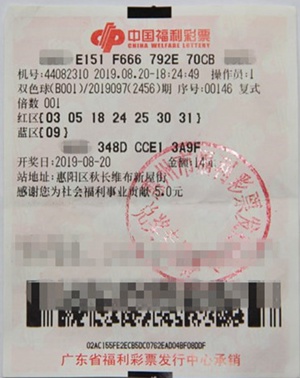 中国福利彩票
CHINA WELFARE LOTTERY
E151 F666 792E 70CB
机号:44082310 2019.08.20-18:24:49 操作员:1
双色球(B001)/2019097(2456)期 序号:00146 复式
倍数 001
红区{03 05 18 24 25 30 31}
蓝区{09}
348D CCE1 3A9F
开奖日:2019-08-20 金额:14元
站地址:惠阳区秋长维布新屋街
感谢您为社会福利事业贡献 5.0元
02AC155FE2ECB5DC0762EAD04BF08DDF
广东省福利彩票发行中心承销